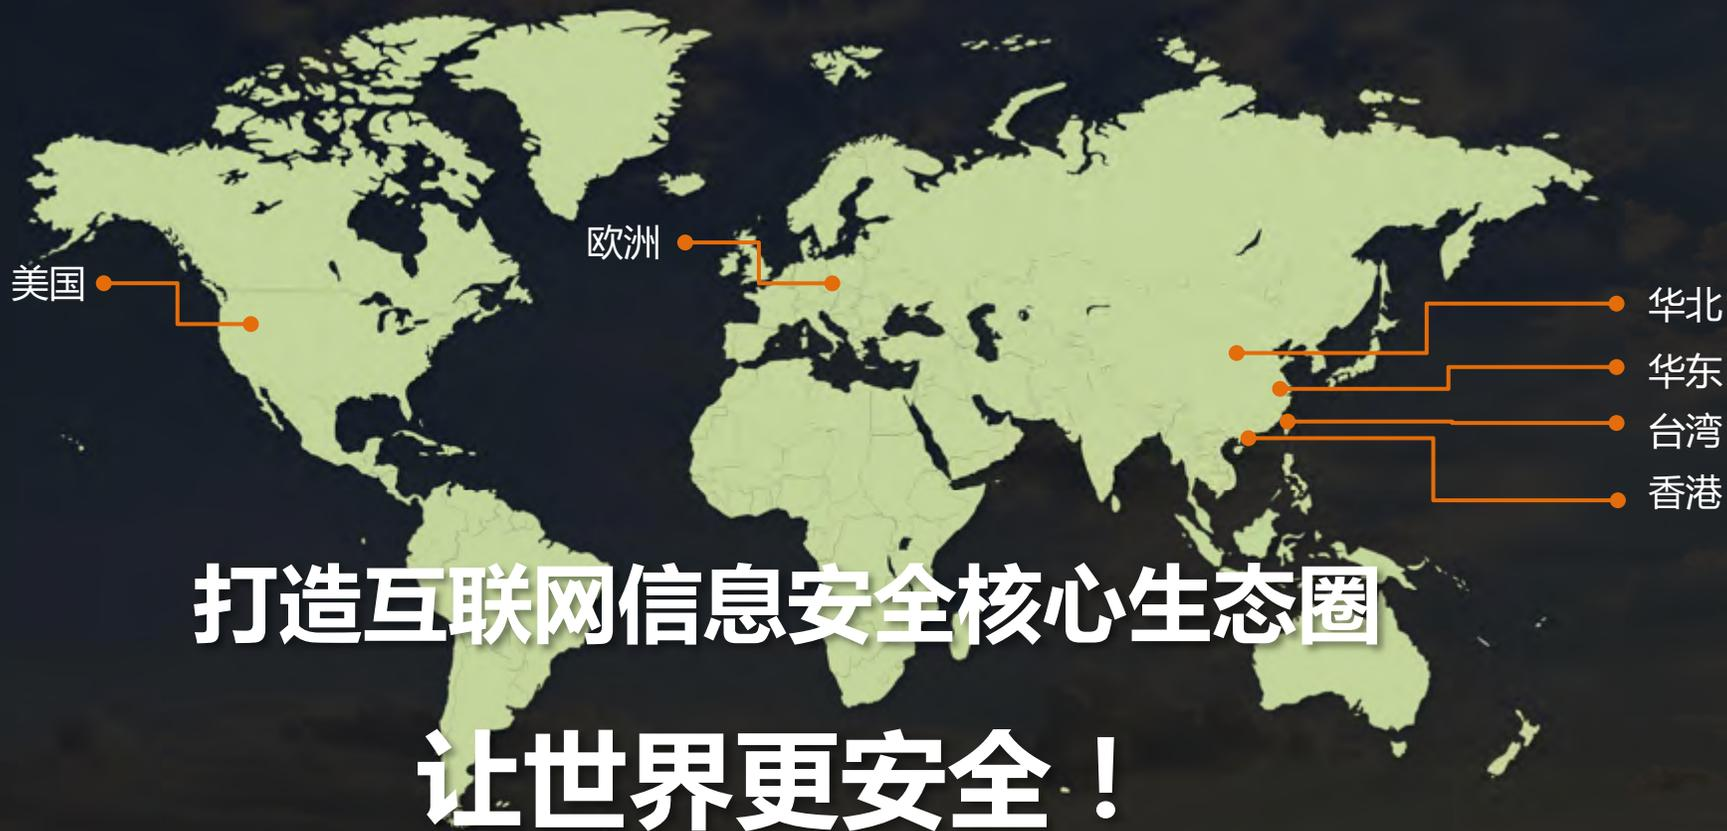 欧洲
美国
华北
华东
台湾
香港
打造互联网信息安全核心生态圈
让世界更安全！